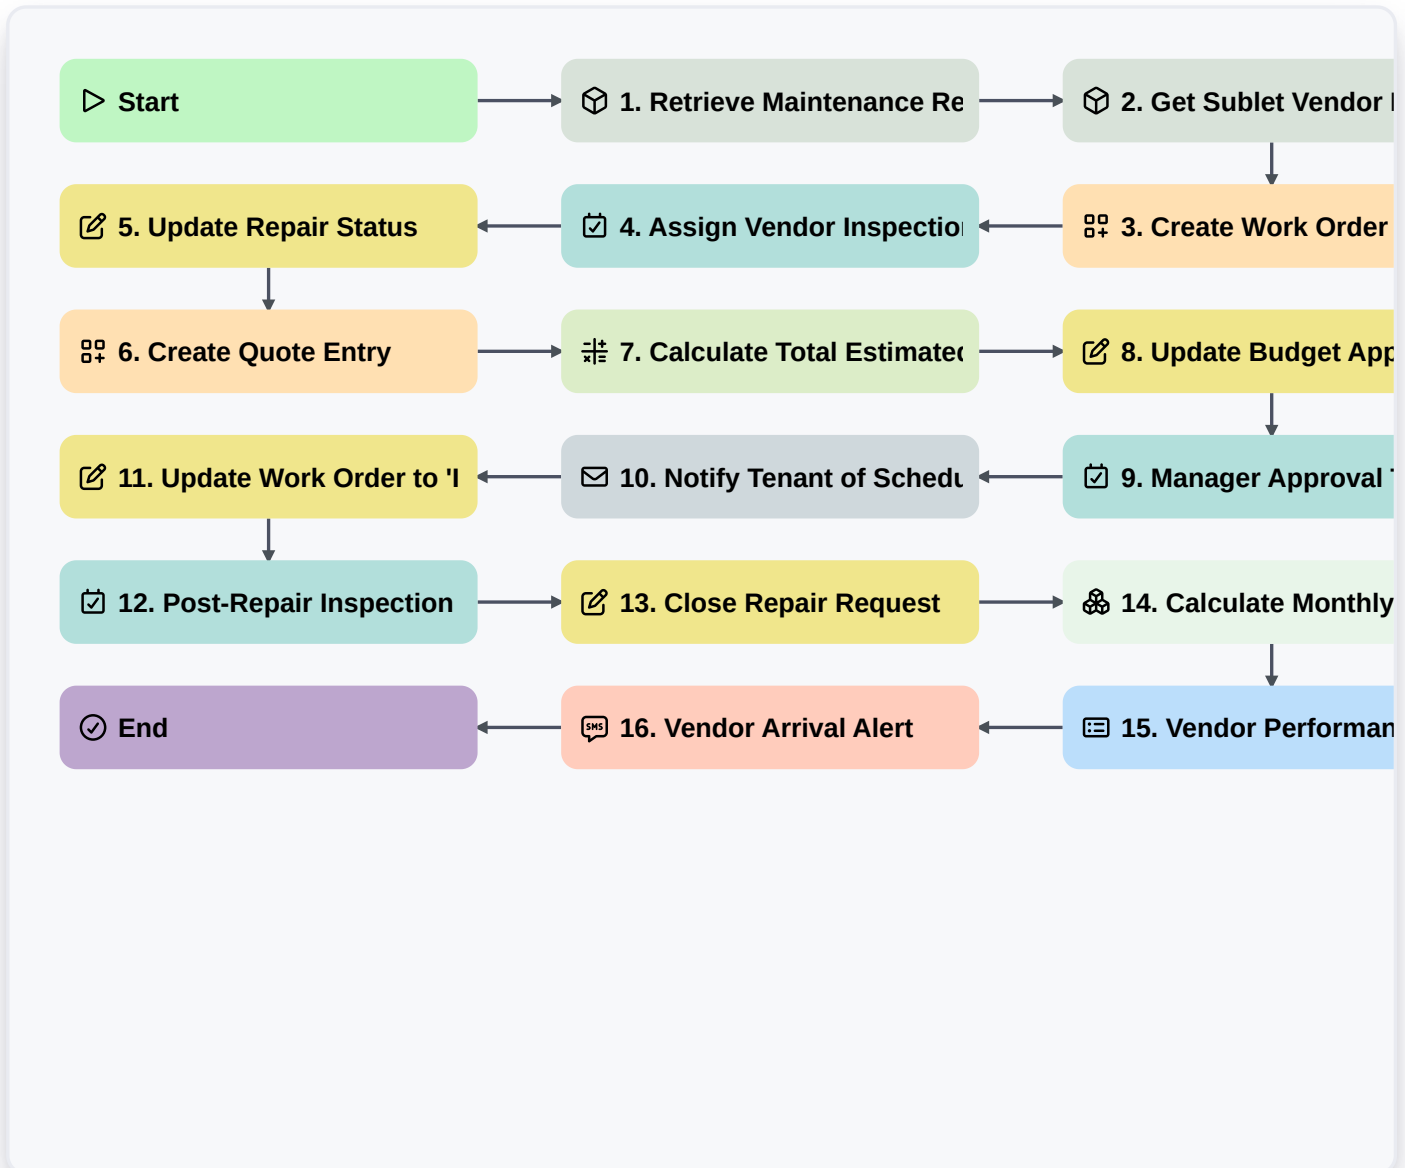 Start
1. Retrieve Maintenance Re
2. Get Sublet Vendor
5. Update Repair Status
4. Assign Vendor Inspection
3. Create Work Order
6. Create Quote Entry
7. Calculate Total Estimated
8. Update Budget App
11. Update Work Order to 'I
10. Notify Tenant of Schedu
9. Manager Approval
12. Post-Repair Inspection
13. Close Repair Request
14. Calculate Monthly
End
SMS
16. Vendor Arrival Alert
15. Vendor Performan